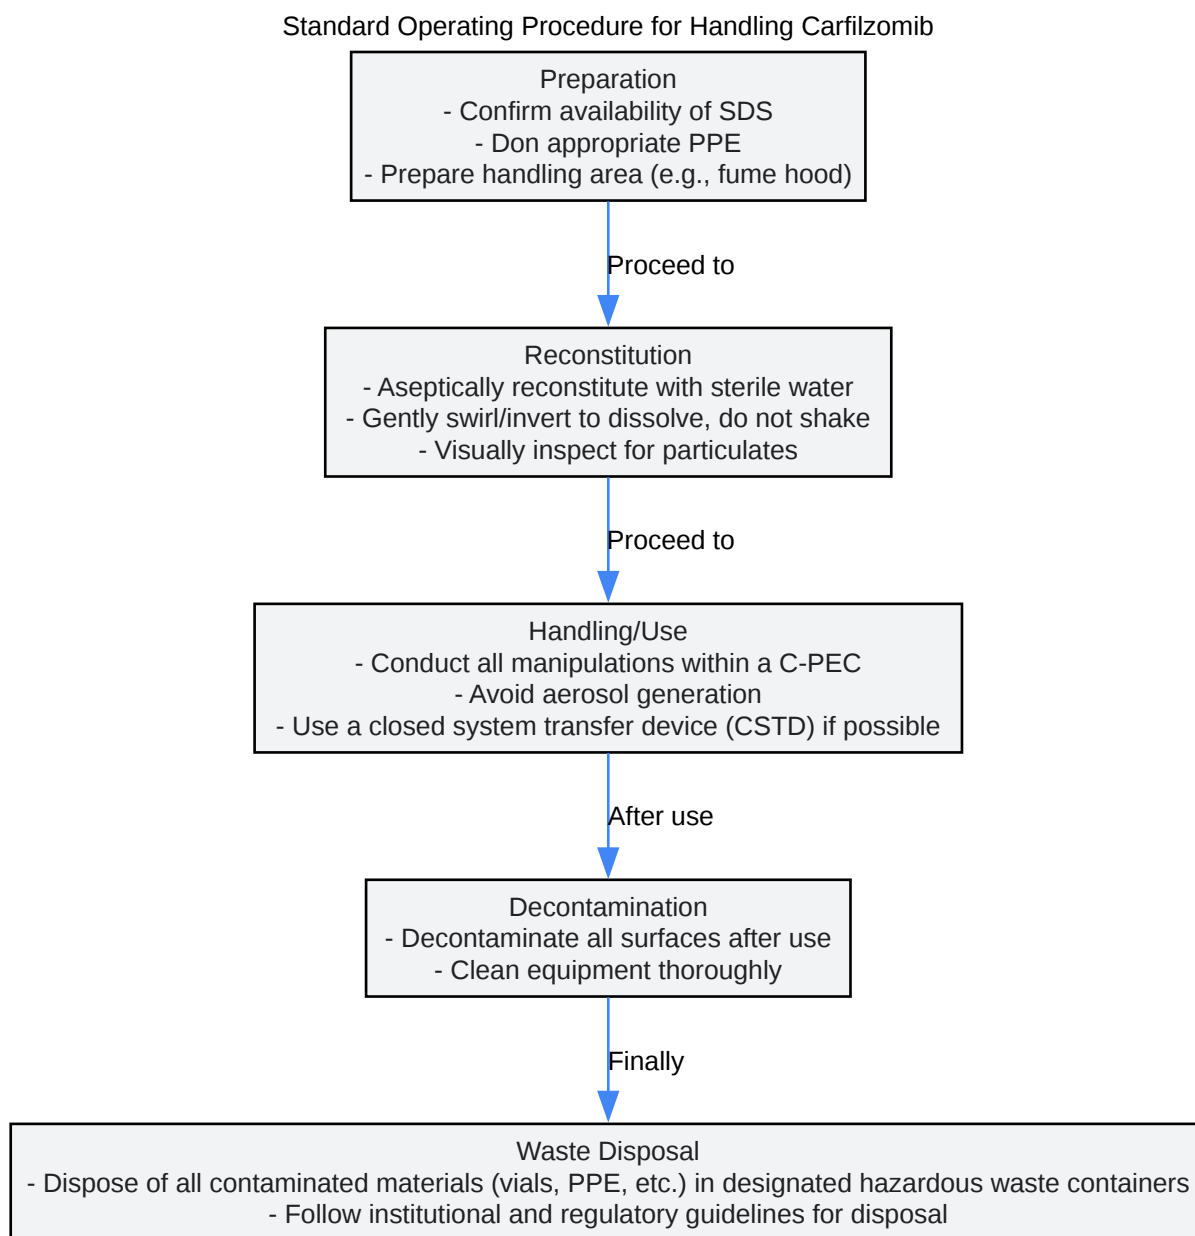 Standard Operating Procedure for Handling Carfilzomib
Preparation
- Confirm availability of SDS
- Don appropriate PPE
- Prepare handling area (e.g., fume hood)
Proceed to
Reconstitution
- Aseptically reconstitute with sterile water
- Gently swirl/invert to dissolve, do not shake
- Visually inspect for particulates
Proceed to
Handling/Use
- Conduct all manipulations within a C-PEC
- Avoid aerosol generation
- Use a closed system transfer device (CSTD) if possible
After use
Decontamination
- Decontaminate all surfaces after use
- Clean equipment thoroughly
Finally
Waste Disposal
- Dispose of all contaminated materials (vials, PPE, etc.) in designated hazardous waste containers
- Follow institutional and regulatory guidelines for disposal